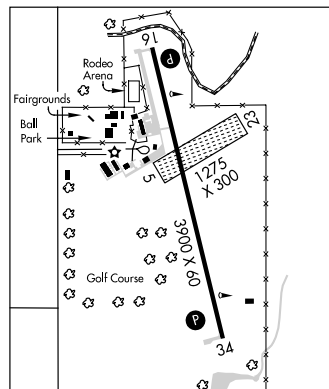 16
P
Rodeo
Arena
Fairgrounds
Ball
Park
23
5
1275
X 300
3900 X 60
Golf Course
P
34